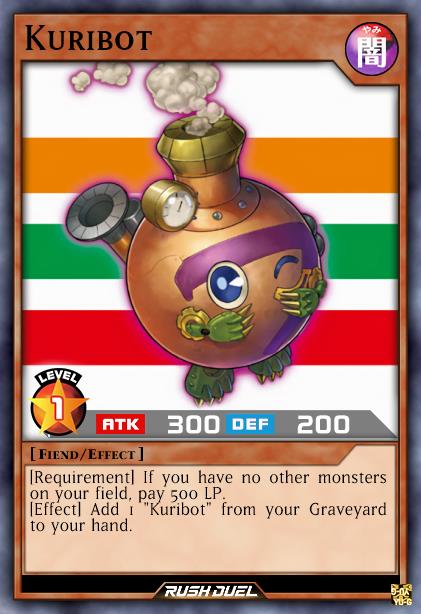 Kuribot
やみ
闇
LEVEL
1
ATK 300 DEF 200
[Fiend/Effect]
[Requirement] If you have no other monsters
on your field, pay 500 LP.
[Effect] Add 1 "Kuribot" from your Graveyard
to your hand.
RUSH DUEL